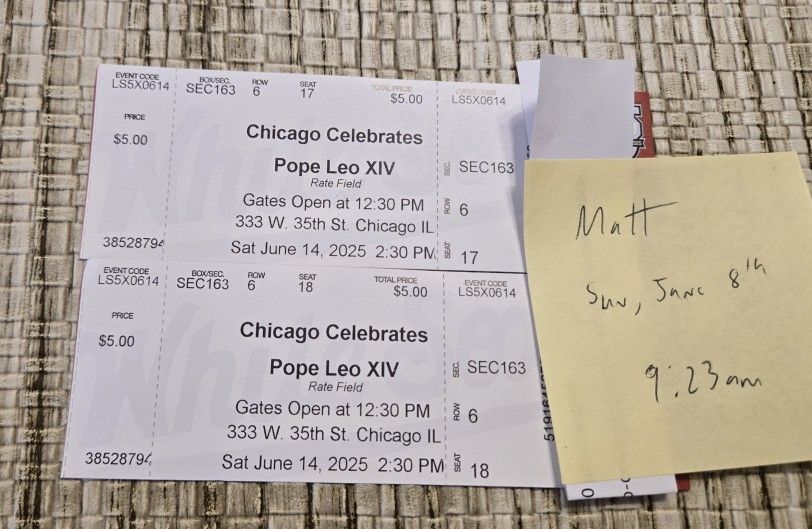 EVENT CODE BOX/SEC. ROW SEAT TOTAL PRICE EVENT CODE
LS5X0614 SEC163 6 17 $5.00 LS5X0614
PRICE
$5.00
Chicago Celebrates
Pope Leo XIV
Rate Field
Gates Open at 12:30 PM
333 W. 35th St. Chicago IL
38528794 Sat June 14, 2025 2:30 PM
SEC. SEC163
ROW 6
SEAT 17
EVENT CODE BOX/SEC. ROW SEAT TOTAL PRICE EVENT CODE
LS5X0614 SEC163 6 18 $5.00 LS5X0614
PRICE
$5.00
Chicago Celebrates
Pope Leo XIV
Rate Field
Gates Open at 12:30 PM
333 W. 35th St. Chicago IL
38528794 Sat June 14, 2025 2:30 PM
SEC. SEC163
ROW 6
SEAT 18
Matt
Sun, June 8th
9:23am